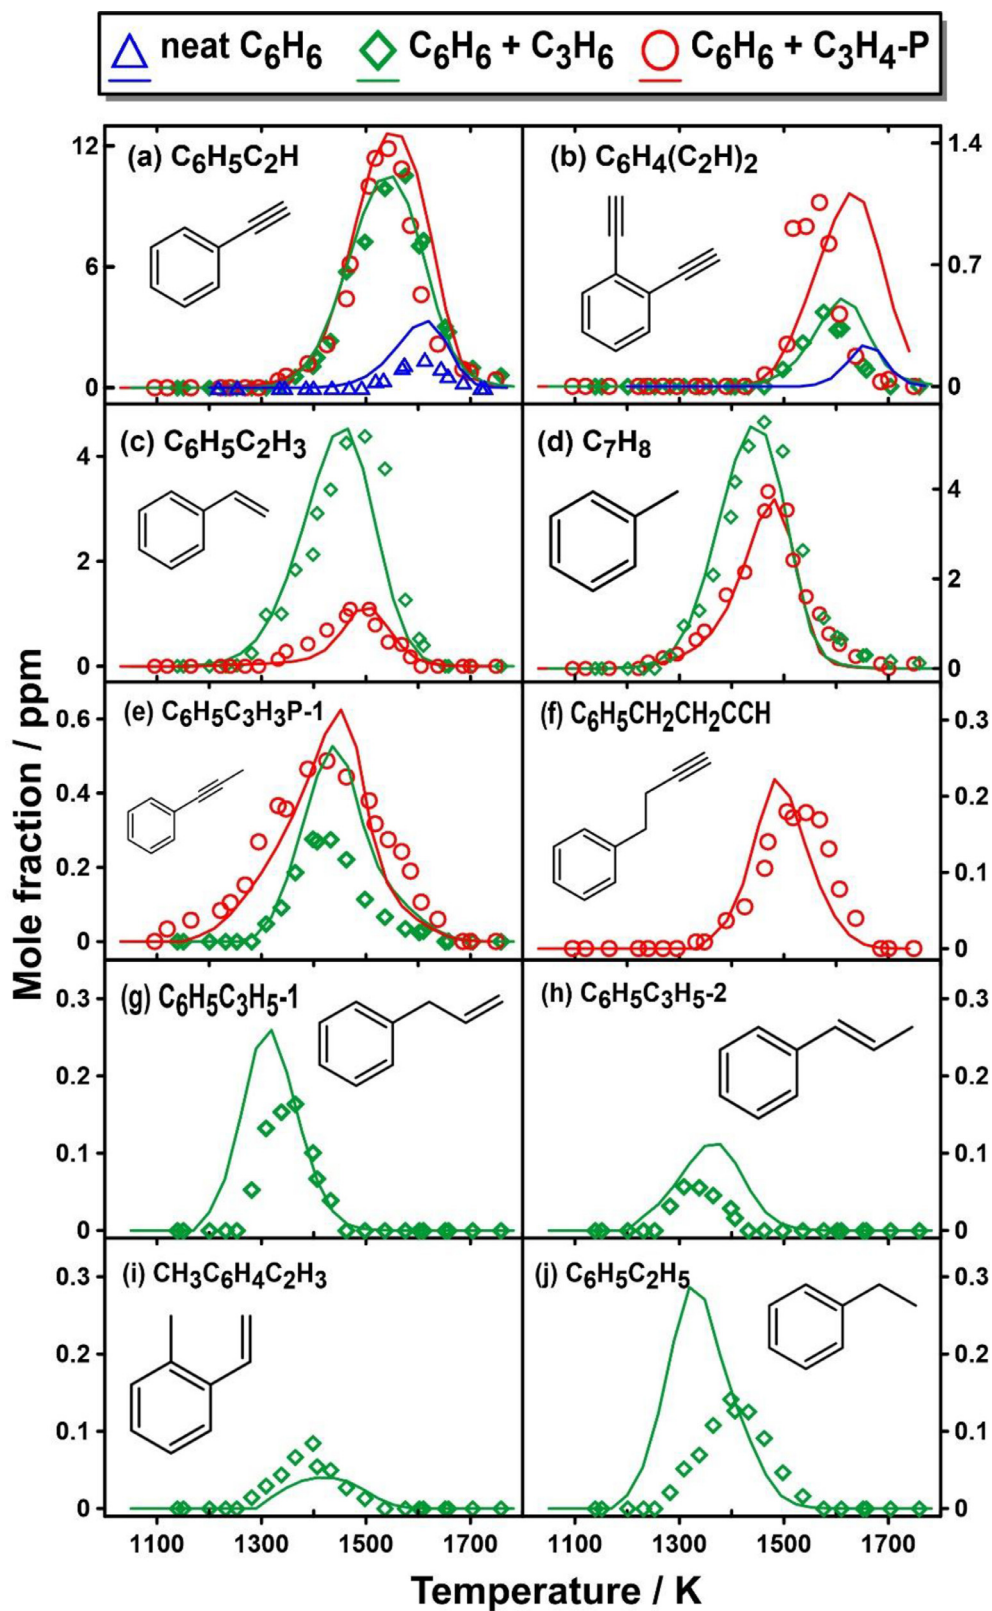 neat C6H6 C6H6 + C3H6 C6H6 + C3H4-P
(a) C6H5C2H
(b) C6H4(C2H)2
12
6
0
1.4
0.7
0
(c) C6H5C2H3
(d) C7H8
4
2
0
4
2
0
(e) C6H5C3H3P-1
(f) C6H5CH2CH2CCH
0.6
0.4
0.2
0
0.3
0.2
0.1
0
(g) C6H5C3H5-1
(h) C6H5C3H5-2
0.3
0.2
0.1
0
0.3
0.2
0.1
0
(i) CH3C6H4C2H3
(j) C6H5C2H5
0.3
0.2
0.1
0
0.3
0.2
0.1
0
Mole fraction / ppm
1100 1300 1500 1700 1100 1300 1500 1700
Temperature / K